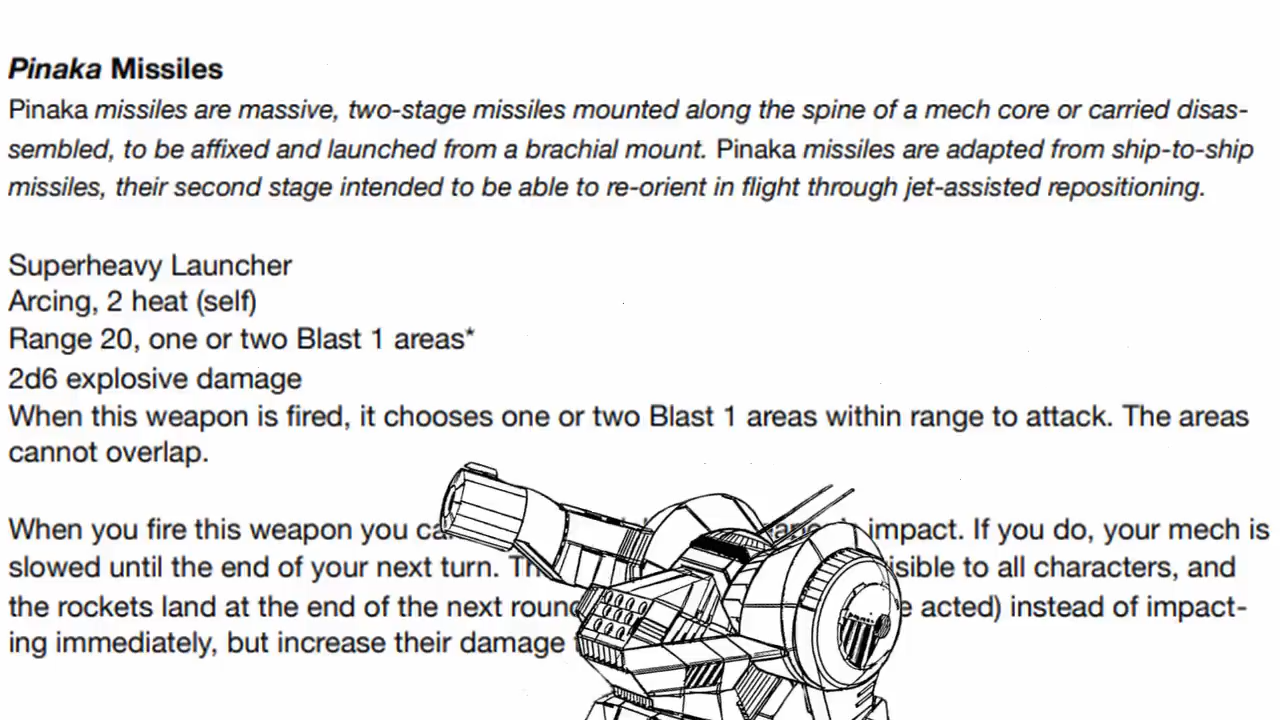 Pinaka Missiles
Pinaka missiles are massive, two-stage missiles mounted along the spine of a mech core or carried disas-
sembled, to be affixed and launched from a brachial mount. Pinaka missiles are adapted from ship-to-ship
missiles, their second stage intended to be able to re-orient in flight through jet-assisted repositioning.
Superheavy Launcher
Arcing, 2 heat (self)
Range 20, one or two Blast 1 areas*
2d6 explosive damage
When this weapon is fired, it chooses one or two Blast 1 areas within range to attack. The areas
cannot overlap.
When you fire this weapon you impact. If you do, your mech is
slowed until the end of your next turn. to all characters, and
the rockets land at the end of the next acted) instead of impact-
ing immediately, but increase their damage